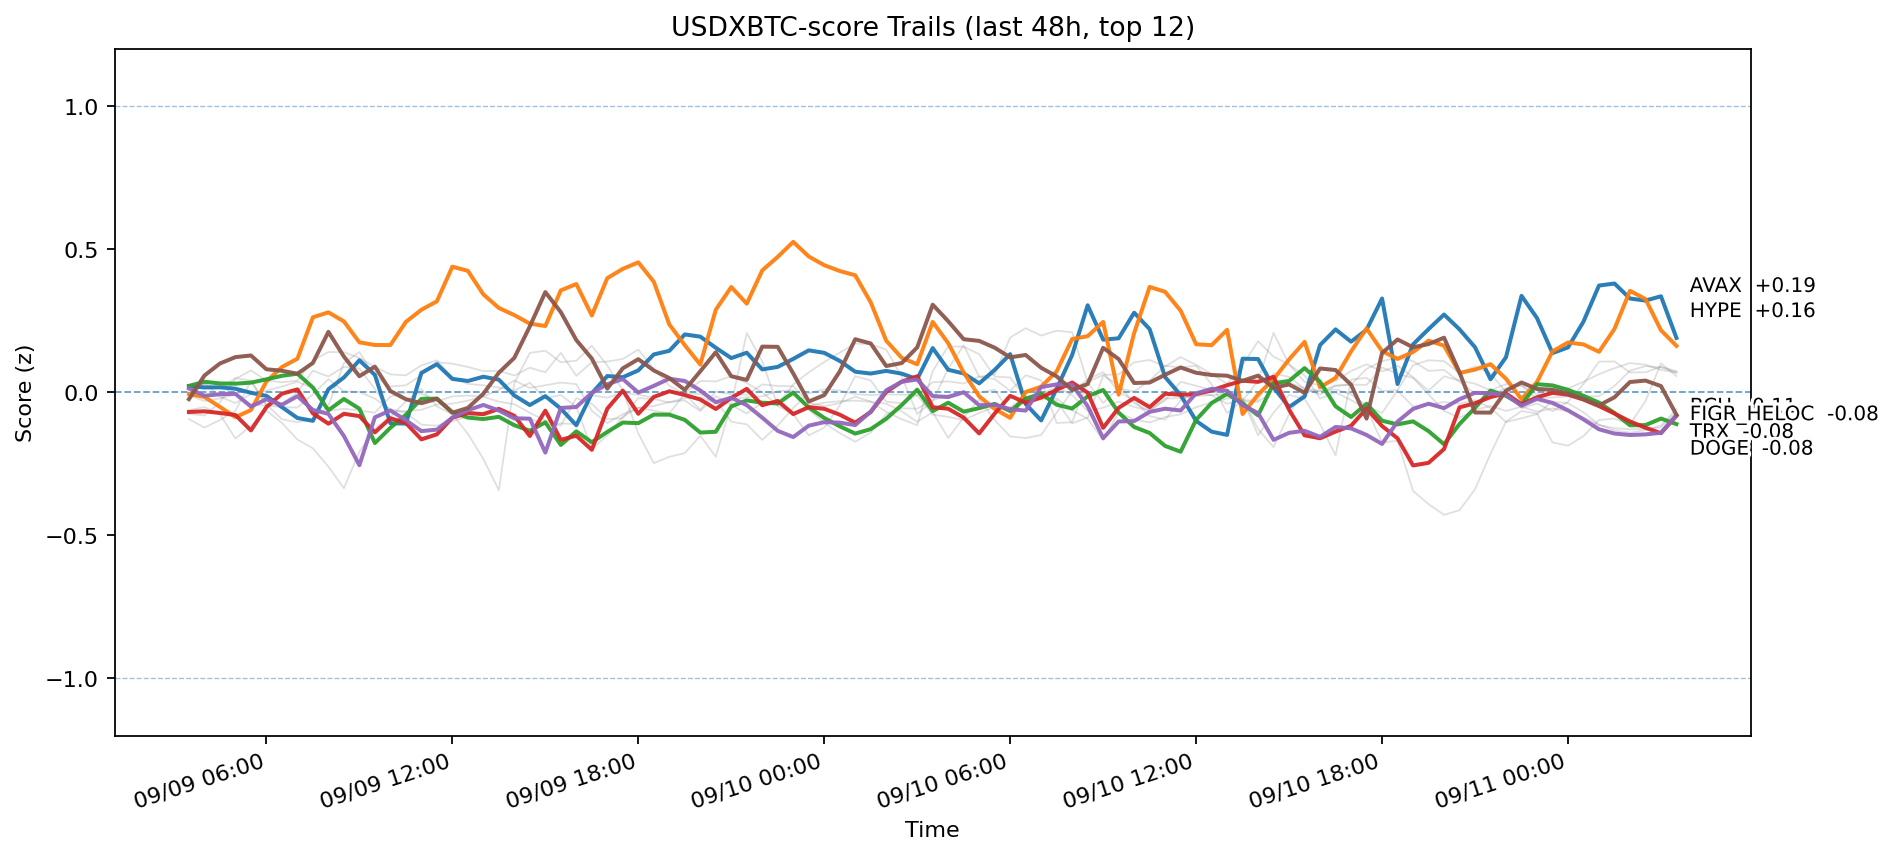 USDXBTC-score Trails (last 48h, top 12)
Score (z)
1.0
0.5
0.0
−0.5
−1.0
AVAX +0.19
HYPE +0.16
FIGR_HELOC -0.08
TRX -0.08
DOGE -0.08
09/09 06:00
09/09 12:00
09/09 18:00
09/10 00:00
09/10 06:00
09/10 12:00
09/10 18:00
09/11 00:00
Time